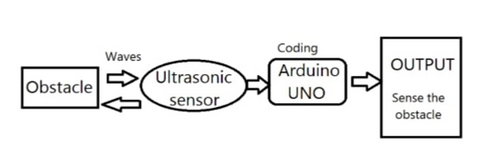 Waves
Obstacle
Ultrasonic
sensor
Coding
Arduino
UNO
OUTPUT
Sense the
obstacle